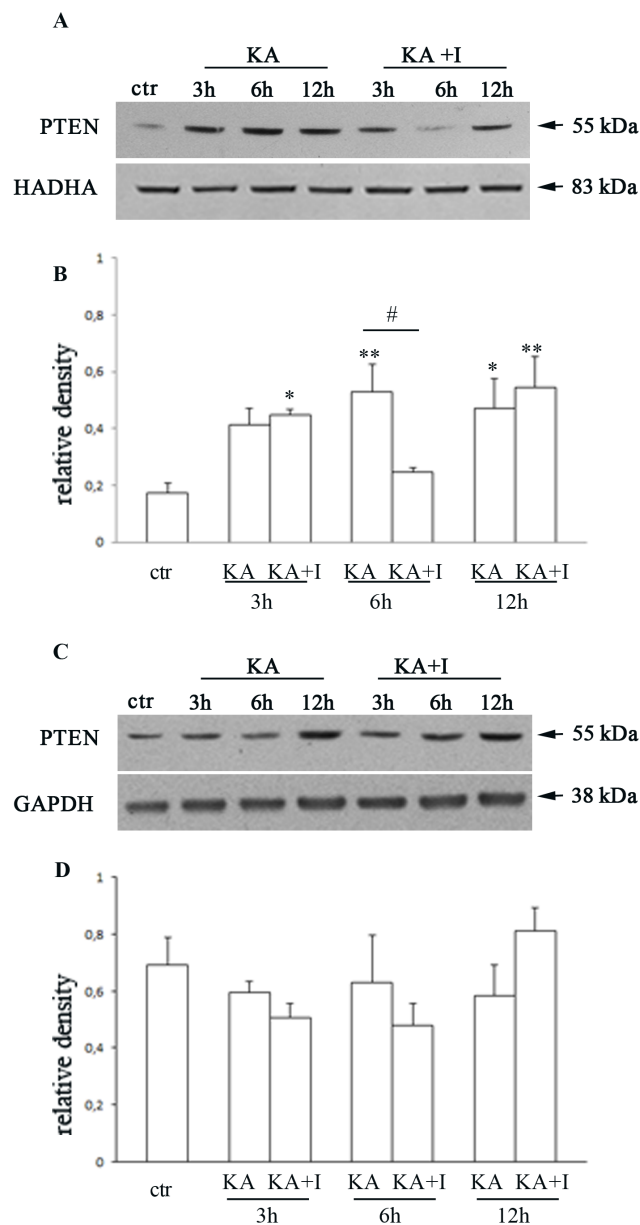 A
KA KA +I
ctr 3h 6h 12h 3h 6h 12h
PTEN 55 kDa
HADHA 83 kDa
B
relative density
1
0,8
0,6
0,4
0,2
0
#
* ** * **
ctr KA KA+I KA KA+I KA KA+I
3h 6h 12h
C
KA KA+I
ctr 3h 6h 12h 3h 6h 12h
PTEN 55 kDa
GAPDH 38 kDa
D
relative density
1
0,8
0,6
0,4
0,2
0
ctr KA KA+I KA KA+I KA KA+I
3h 6h 12h